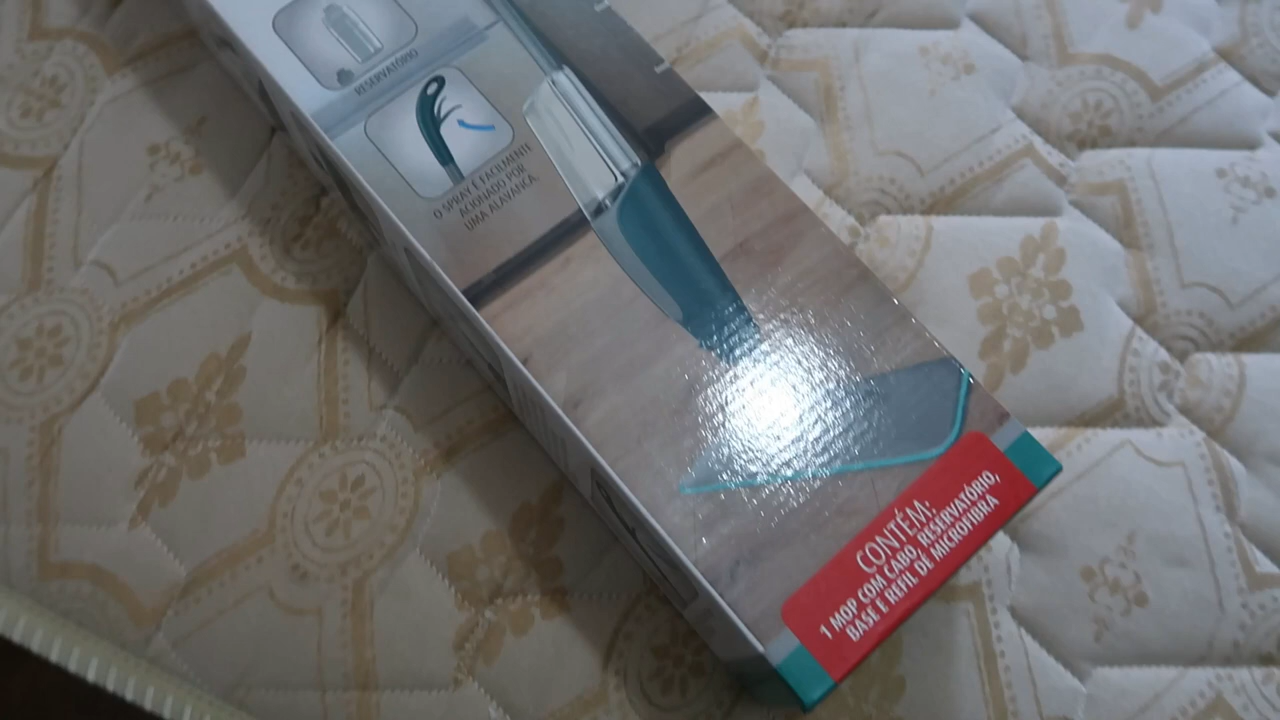 RESERVATÓRIO
O SPRAY É FACILMENTE
ACIONADO POR
UMA ALAVANCA.
CONTÉM:
1 MOP COM CABO, RESERVATÓRIO,
BASE E REFIL DE MICROFIBRA